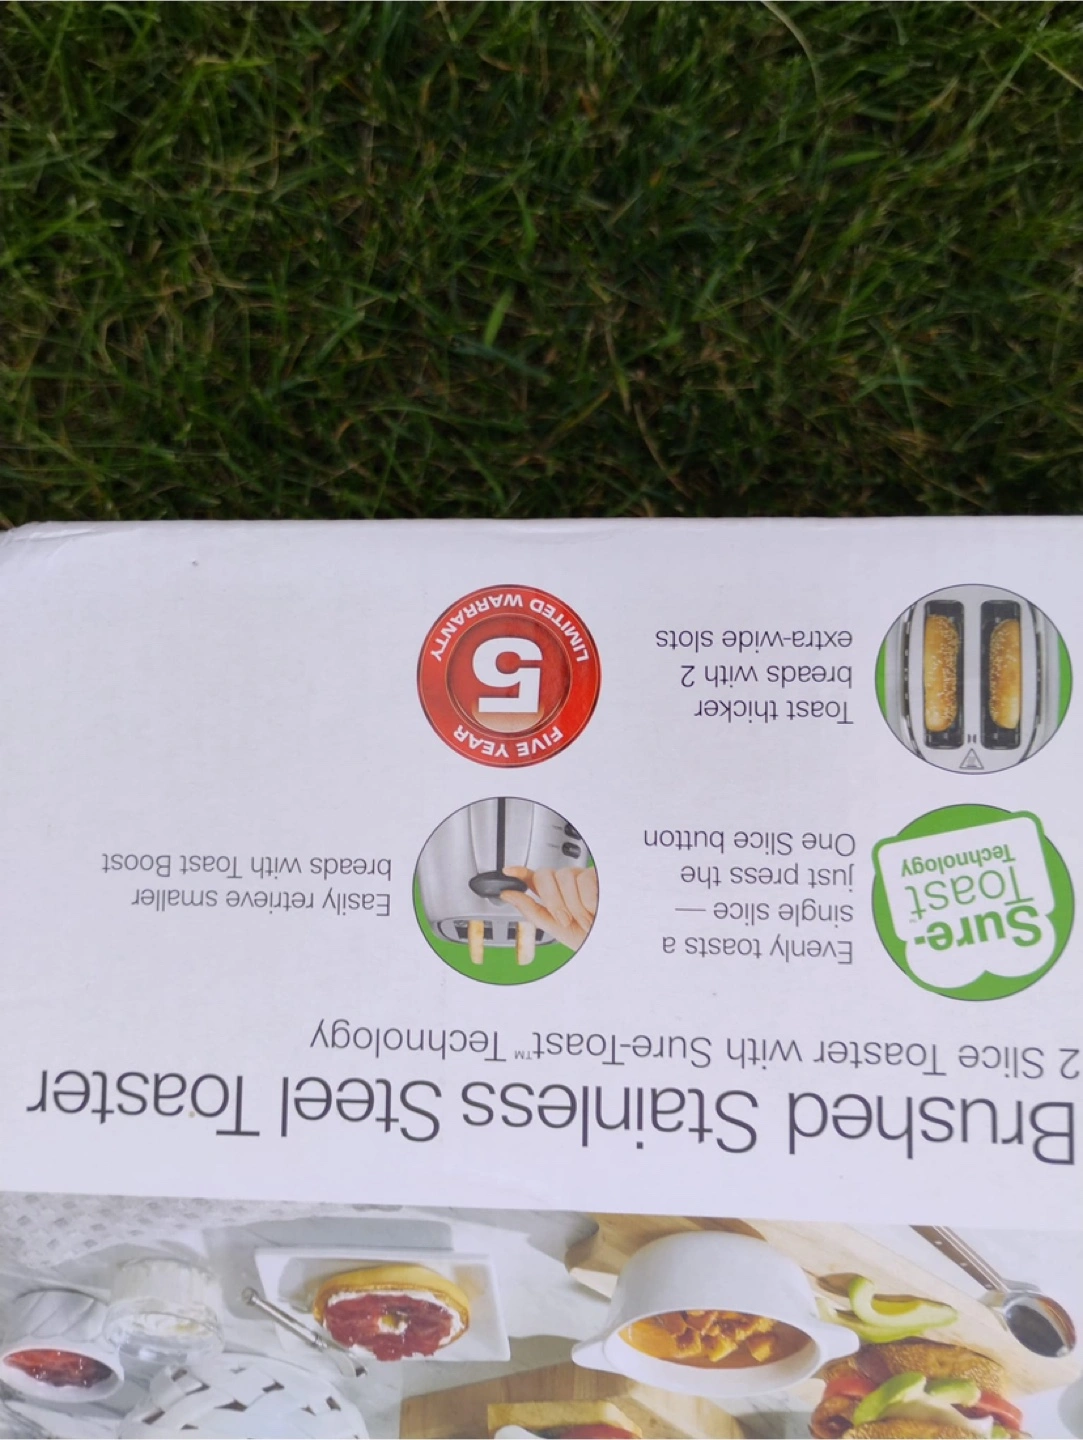 Brushed Stainless Steel Toaster
2 Slice Toaster with Sure-Toast™ Technology
Sure-
Toast™
Technology
Evenly toasts a
single slice —
just press the
One Slice button
Easily retrieve smaller
breads with Toast Boost
Toast thicker
breads with 2
extra-wide slots
FIVE YEAR
5
LIMITED WARRANTY